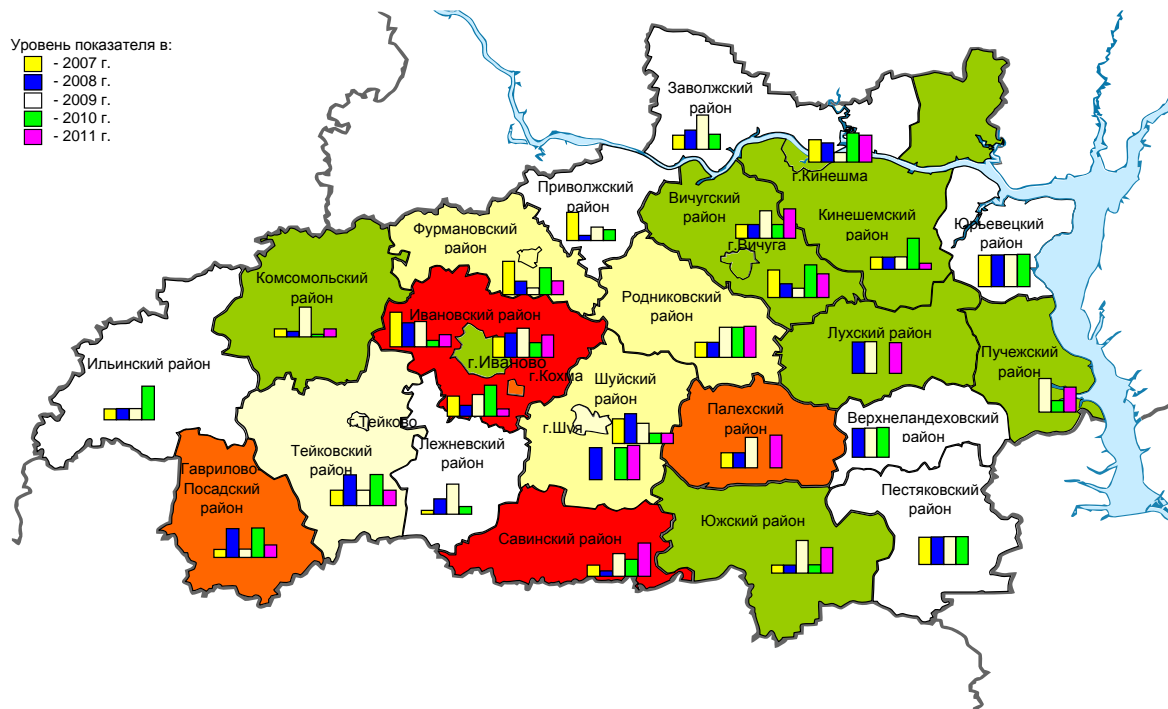 Уровень показателя в:
- 2007 г.
- 2008 г.
- 2009 г.
- 2010 г.
- 2011 г.
Заволжский
район
г.Кинешма
Приволжский
район
Вичугский
район
Кинешемский
район
Юрьевецкий
район
Фурмановский
район
г.Вичуга
Комсомольский
район
Родниковский
район
Ивановский район
Ильинский район
г.Иваново
г.Кохма
Лухский район
Пучежский
район
Шуйский
район
г.Шуя
Палехский
район
Верхнеландеховский
район
г.Тейково
Тейковский
район
Лежневский
район
Гаврилово
Посадский
район
Пестяковский
район
Южский район
Савинский район